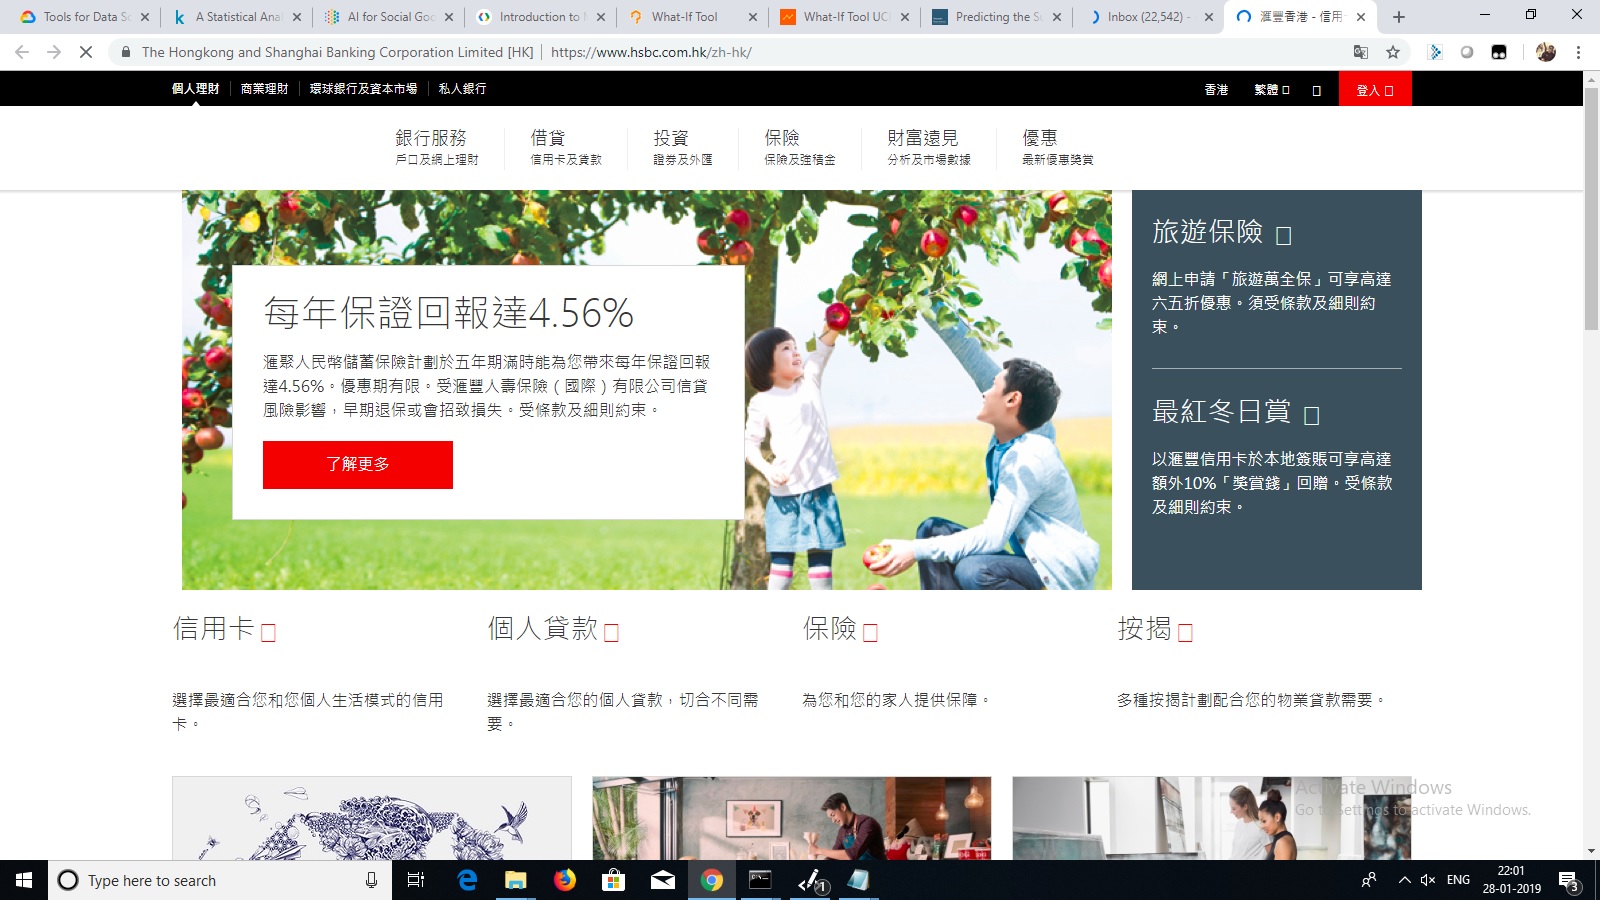 Tools for Data Sc
A Statistical Anal
AI for Social Goo
Introduction to
What-If Tool
What-If Tool UC
Predicting the Su
Inbox (22,542) -
滙豐香港 - 信用
The Hongkong and Shanghai Banking Corporation Limited [HK] | https://www.hsbc.com.hk/zh-hk/
個人理財 商業理財 環球銀行及資本市場 私人銀行 香港 繁體 登入
銀行服務 借貸 投資 保險 財富遠見 優惠
戶口及網上理財 信用卡及貸款 證券及外匯 保險及強積金 分析及市場數據 最新優惠獎賞
每年保證回報達4.56%
滙聚人民幣儲蓄保險計劃於五年期滿時能為您帶來每年保證回報
達4.56%。優惠期有限。受滙豐人壽保險（國際）有限公司信貸
風險影響，早期退保或會招致損失。受條款及細則約束。
了解更多
旅遊保險
網上申請「旅遊萬全保」可享高達
六五折優惠。須受條款及細則約
束。
最紅冬日賞
以滙豐信用卡於本地簽賬可享高達
額外10%「獎賞錢」回贈。受條款
及細則約束。
信用卡
選擇最適合您和您個人生活模式的信用
卡。
個人貸款
選擇最適合您的個人貸款，切合不同需
要。
保險
為您和您的家人提供保障。
按揭
多種按揭計劃配合您的物業貸款需要。
Activate Windows
Go to Settings to activate Windows.
Type here to search
1
ENG
22:01
28-01-2019
3